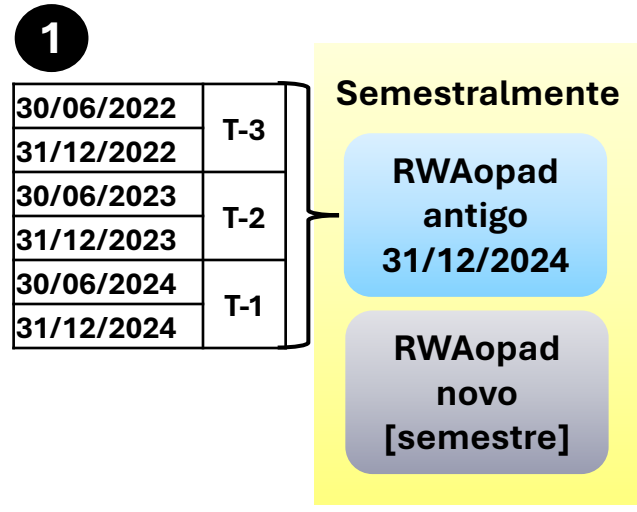 1
30/06/2022
T-3
31/12/2022
30/06/2023
T-2
31/12/2023
30/06/2024
T-1
31/12/2024
Semestralmente
RWAopad
antigo
31/12/2024
RWAopad
novo
[semestre]